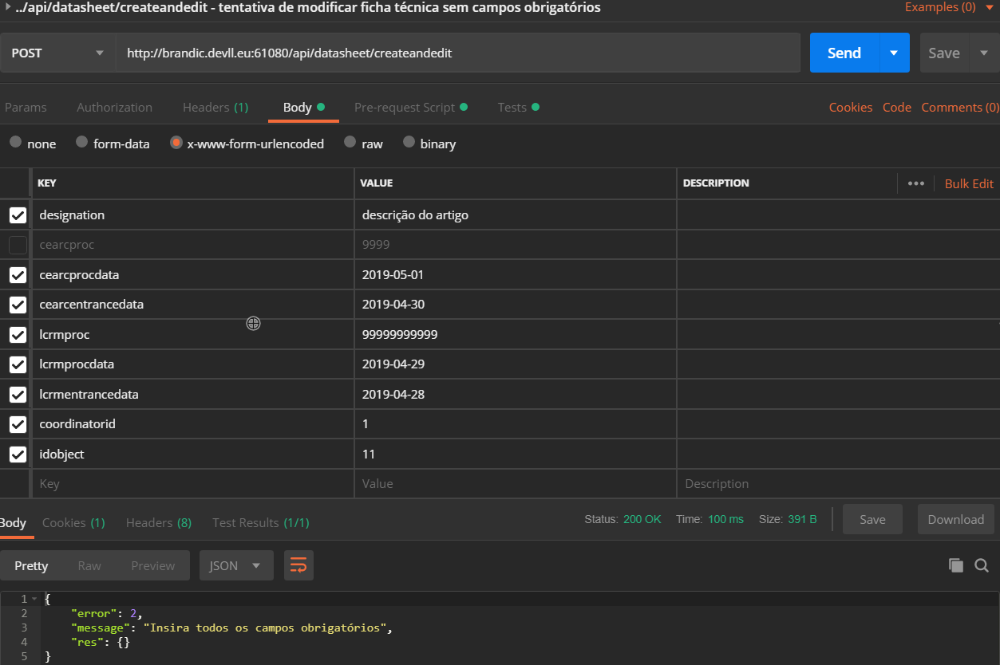 ../api/datasheet/createandedit - tentativa de modificar ficha técnica sem campos obrigatórios Examples (0)
POST http://brandic.devll.eu:61080/api/datasheet/createandedit Send Save
Params Authorization Headers (1) Body Pre-request Script Tests Cookies Code Comments (0)
none form-data x-www-form-urlencoded raw binary
KEY VALUE DESCRIPTION Bulk Edit
designation descrição do artigo
cearcproc 9999
cearcprocdata 2019-05-01
cearcentrancedata 2019-04-30
lcrmproc 99999999999
lcrmprocdata 2019-04-29
lcrmentrancedata 2019-04-28
coordinatorid 1
idobject 11
Key Value Description
Body Cookies (1) Headers (8) Test Results (1/1) Status: 200 OK Time: 100 ms Size: 391 B Save Download
Pretty Raw Preview JSON
1 {
2 "error": 2,
3 "message": "Insira todos os campos obrigatórios",
4 "res": {}
5 }